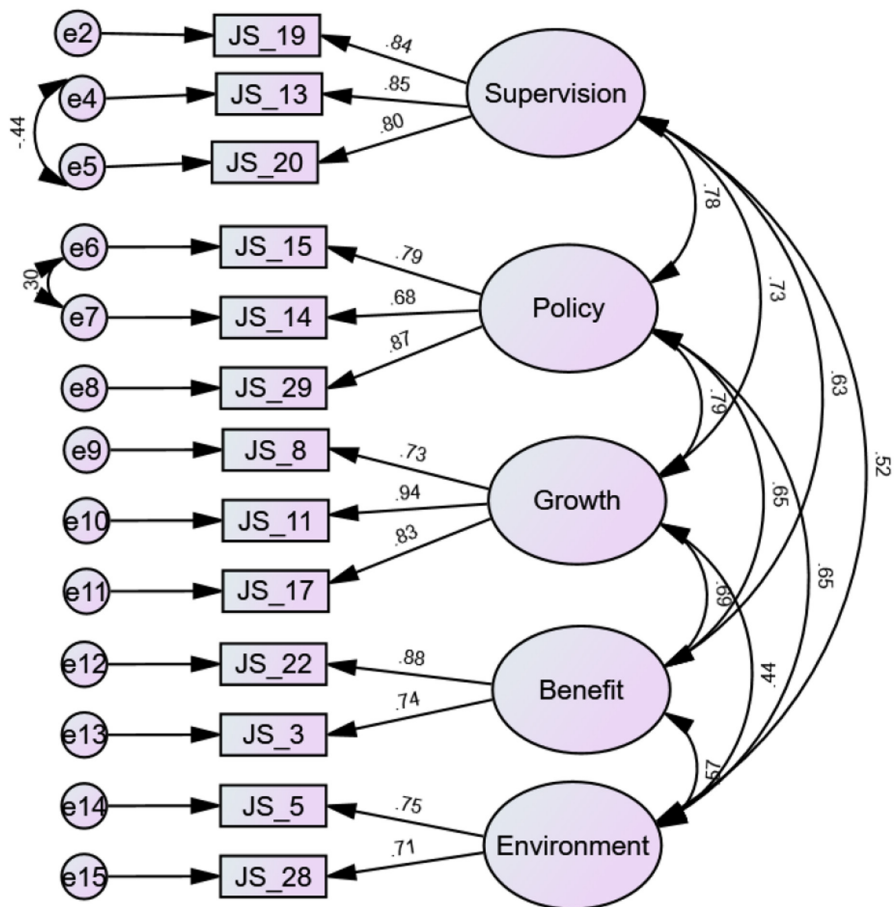 e2 JS_19 .84
e4 JS_13 .85 Supervision
-.44
e5 JS_20 .80
.78
e6 JS_15 .79
.30
.73
e7 JS_14 .68 Policy
e8 JS_29 .87
.63
.79
e9 JS_8 .73
.52
e10 JS_11 .94 Growth
.65
e11 JS_17 .83
.65
.69
e12 JS_22 .88
.44
Benefit
e13 JS_3 .74
.57
e14 JS_5 .75
Environment
e15 JS_28 .71